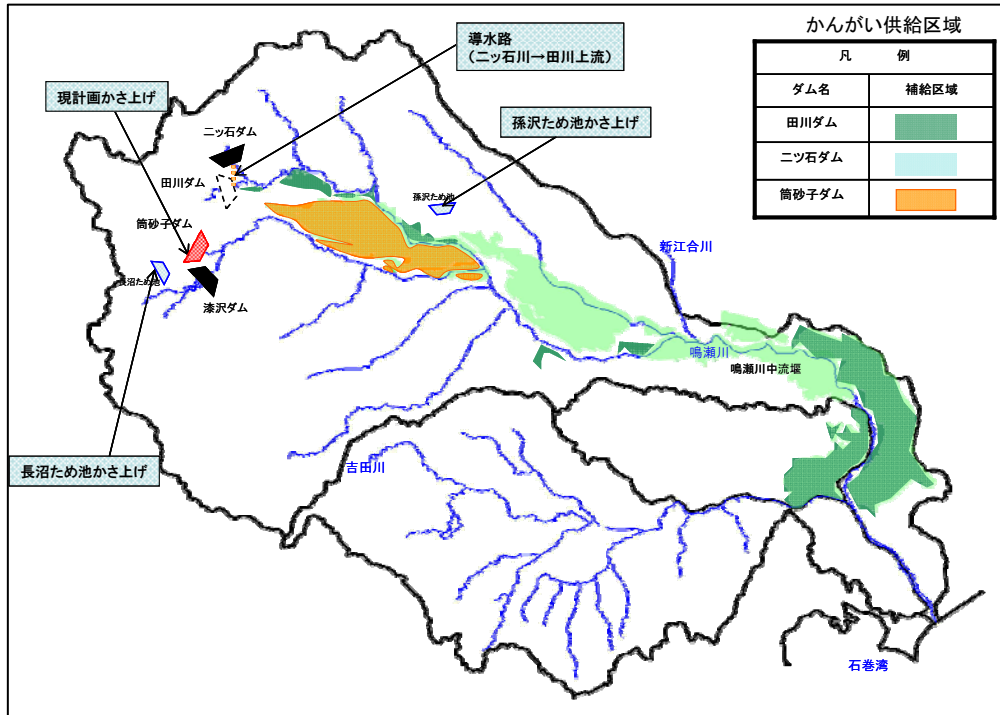 かんがい供給区域
凡 例
ダム名 補給区域
田川ダム
二ツ石ダム
筒砂子ダム
導水路
(二ッ石川→田川上流)
現計画かさ上げ
孫沢ため池かさ上げ
二ッ石ダム
田川ダム
孫沢ため池
筒砂子ダム
長沼ため池
漆沢ダム
新江合川
鳴瀬川
鳴瀬川中流堰
長沼ため池かさ上げ
吉田川
石巻湾